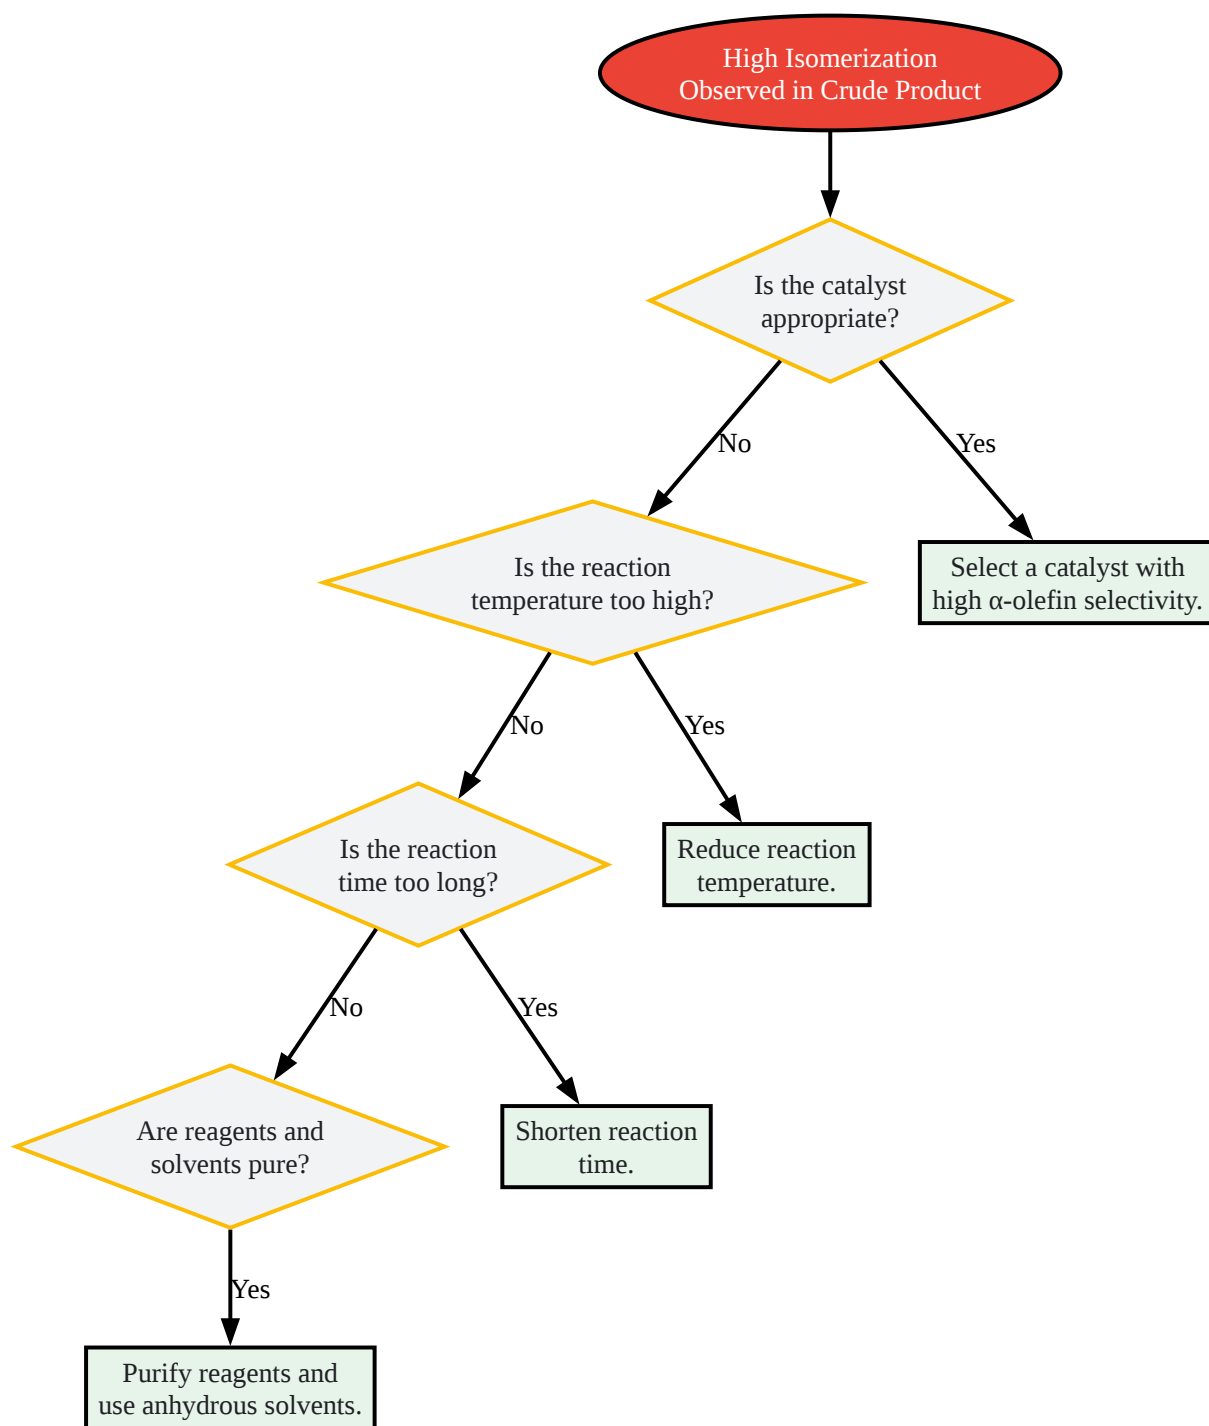 High Isomerization
Observed in Crude Product
Is the catalyst
appropriate?
No
Yes
Is the reaction
temperature too high?
Select a catalyst with
high α-olefin selectivity.
No
Yes
Is the reaction
time too long?
Reduce reaction
temperature.
No
Yes
Are reagents and
solvents pure?
Shorten reaction
time.
Yes
Purify reagents and
use anhydrous solvents.